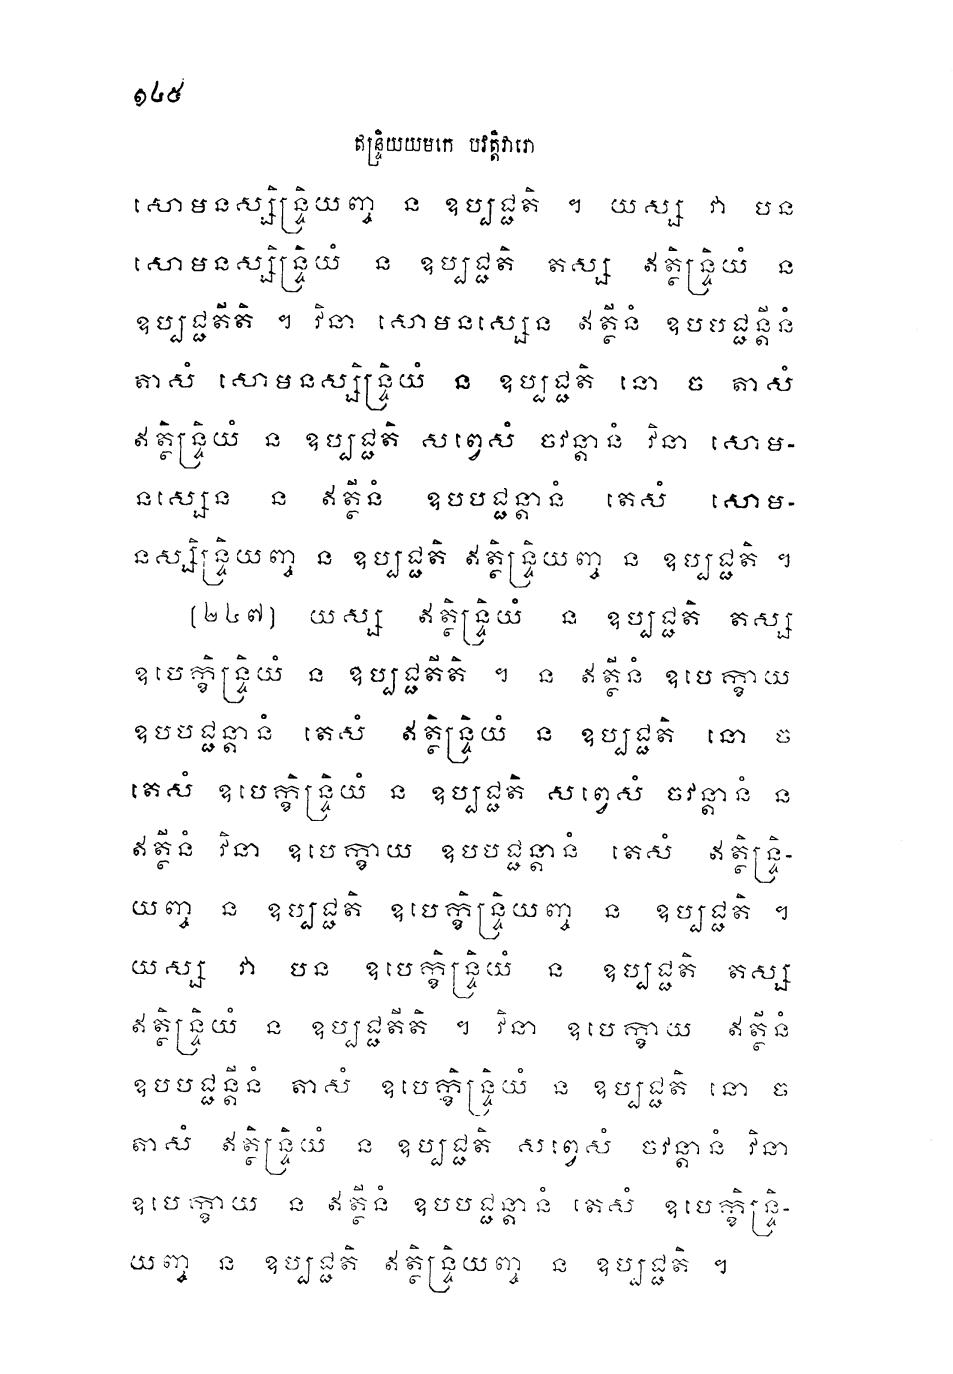 ១៤៥
ឥន្ទ្រិយយមកេ បវត្តិវារោ
សោមនស្សិន្ទ្រិយញ្ច ន ឧប្បជ្ជតិ ។ យស្ស វា បន
សោមនស្សិន្ទ្រិយំ ន ឧប្បជ្ជតិ តស្ស ឥត្ថិន្ទ្រិយំ ន
ឧប្បជ្ជតីតិ ។ វិនា សោមនស្សេន ឥត្ថីនំ ឧបបជ្ជន្តីនំ
តាសំ សោមនស្សិន្ទ្រិយំ ន ឧប្បជ្ជតិ នោ ច តាសំ
ឥត្ថិន្ទ្រិយំ ន ឧប្បជ្ជតិ សព្វេសំ ចវន្តានំ វិនា សោម-
នស្សេន ន ឥត្ថីនំ ឧបបជ្ជន្តានំ តេសំ សោម-
នស្សិន្ទ្រិយញ្ច ន ឧប្បជ្ជតិ ឥត្ថិន្ទ្រិយញ្ច ន ឧប្បជ្ជតិ ។
[២៤៧] យស្ស ឥត្ថិន្ទ្រិយំ ន ឧប្បជ្ជតិ តស្ស
ឧបេក្ខិន្ទ្រិយំ ន ឧប្បជ្ជតីតិ ។ ន ឥត្ថីនំ ឧបេក្ខាយ
ឧបបជ្ជន្តានំ តេសំ ឥត្ថិន្ទ្រិយំ ន ឧប្បជ្ជតិ នោ ច
តេសំ ឧបេក្ខិន្ទ្រិយំ ន ឧប្បជ្ជតិ សព្វេសំ ចវន្តានំ ន
ឥត្ថីនំ វិនា ឧបេក្ខាយ ឧបបជ្ជន្តានំ តេសំ ឥត្ថិន្ទ្រិ-
យញ្ច ន ឧប្បជ្ជតិ ឧបេក្ខិន្ទ្រិយញ្ច ន ឧប្បជ្ជតិ ។
យស្ស វា បន ឧបេក្ខិន្ទ្រិយំ ន ឧប្បជ្ជតិ តស្ស
ឥត្ថិន្ទ្រិយំ ន ឧប្បជ្ជតីតិ ។ វិនា ឧបេក្ខាយ ឥត្ថីនំ
ឧបបជ្ជន្តីនំ តាសំ ឧបេក្ខិន្ទ្រិយំ ន ឧប្បជ្ជតិ នោ ច
តាសំ ឥត្ថិន្ទ្រិយំ ន ឧប្បជ្ជតិ សព្វេសំ ចវន្តានំ វិនា
ឧបេក្ខាយ ន ឥត្ថីនំ ឧបបជ្ជន្តានំ តេសំ ឧបេក្ខិន្ទ្រិ-
យញ្ច ន ឧប្បជ្ជតិ ឥត្ថិន្ទ្រិយញ្ច ន ឧប្បជ្ជតិ ។